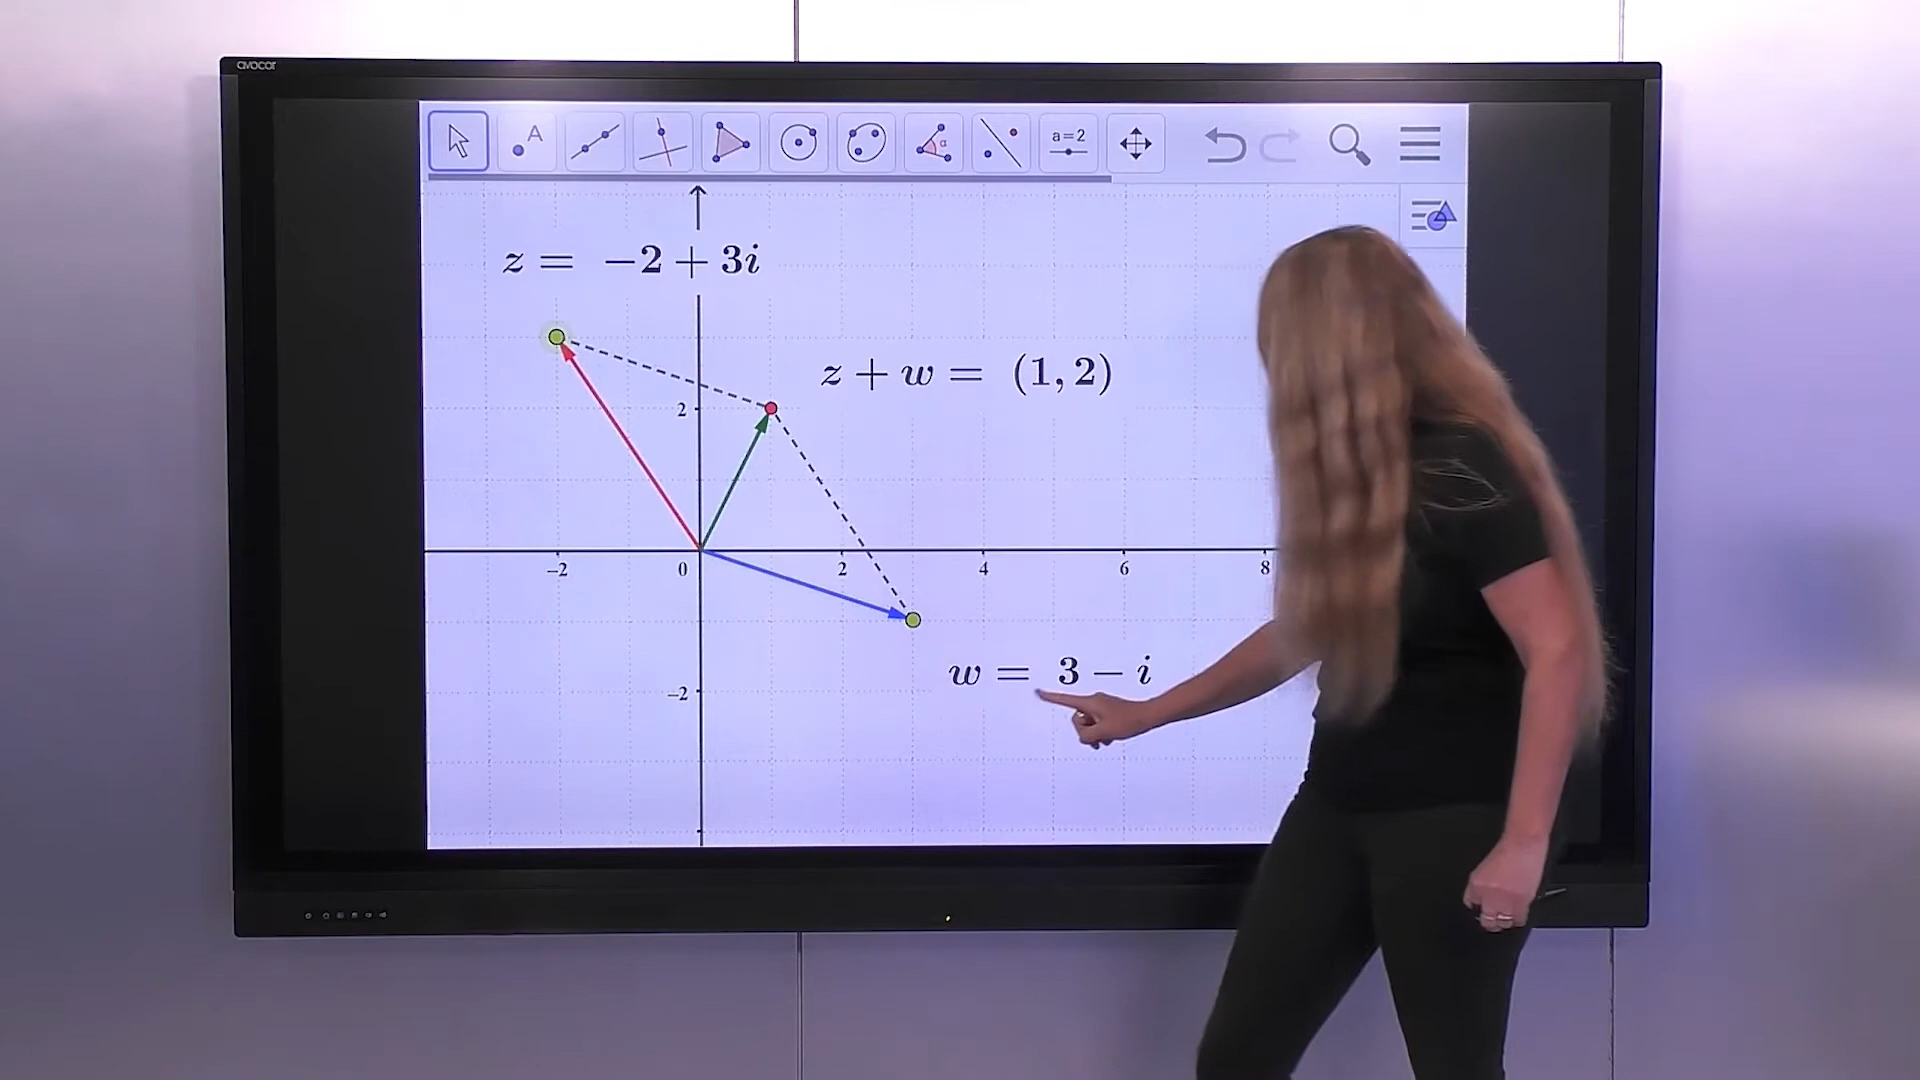 avocor
A
α
a=2
z = −2 + 3i
z + w = (1, 2)
2
−2 0 2 4 6 8
w = 3 − i
−2